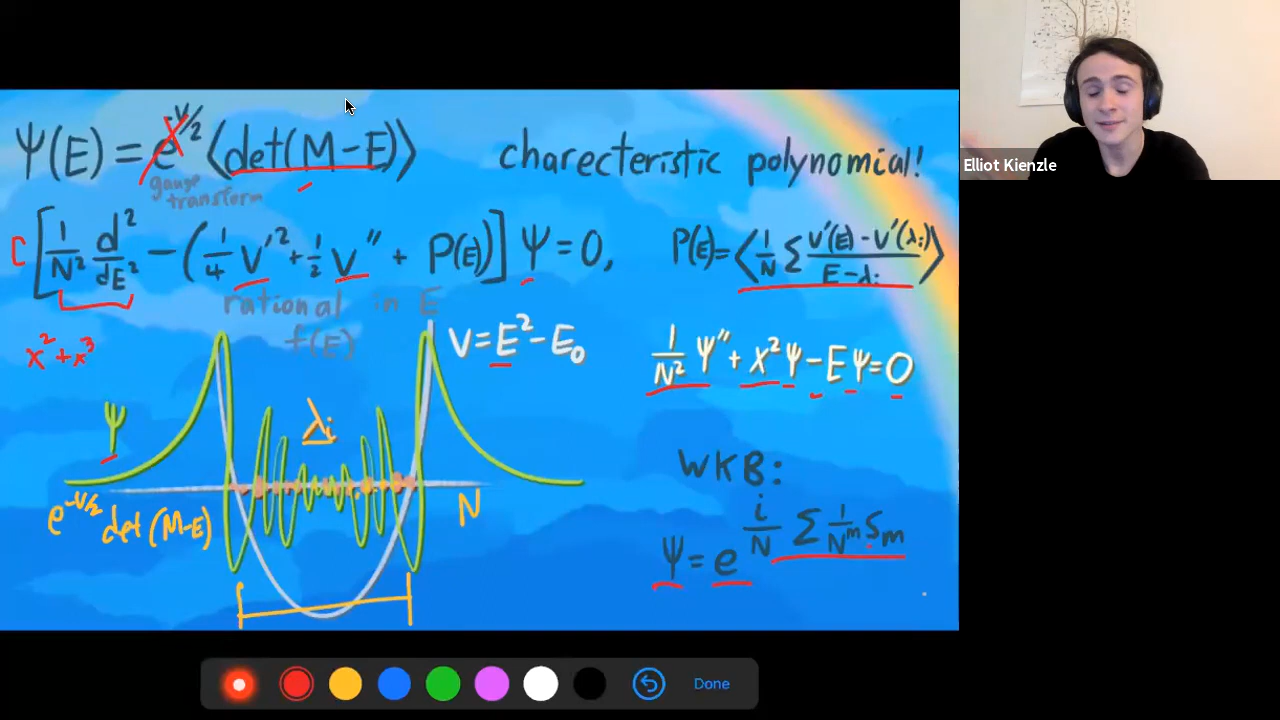 Ψ(E) = e^-V/2 ⟨det(M-E)⟩
charecteristic polynomial!
gauge
transform
[1/N² d²/dE² - (1/4 V'² + 1/2 V'' + P(E))] Ψ = 0,
P(E) = ⟨1/N Σ V'(E) - V'(λi) / E - λi⟩
rational in E
f(E)
x² + x³
V = E² - E₀
1/N² Ψ'' + x²Ψ - EΨ = 0
Ψ
λi
e^-V/2 det(M-E)
N
WKB:
Ψ = e^i/N Σ 1/N^m Sm
Elliot Kienzle
Done